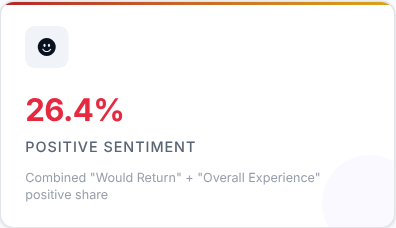 26.4%
POSITIVE SENTIMENT
Combined "Would Return" + "Overall Experience"
positive share